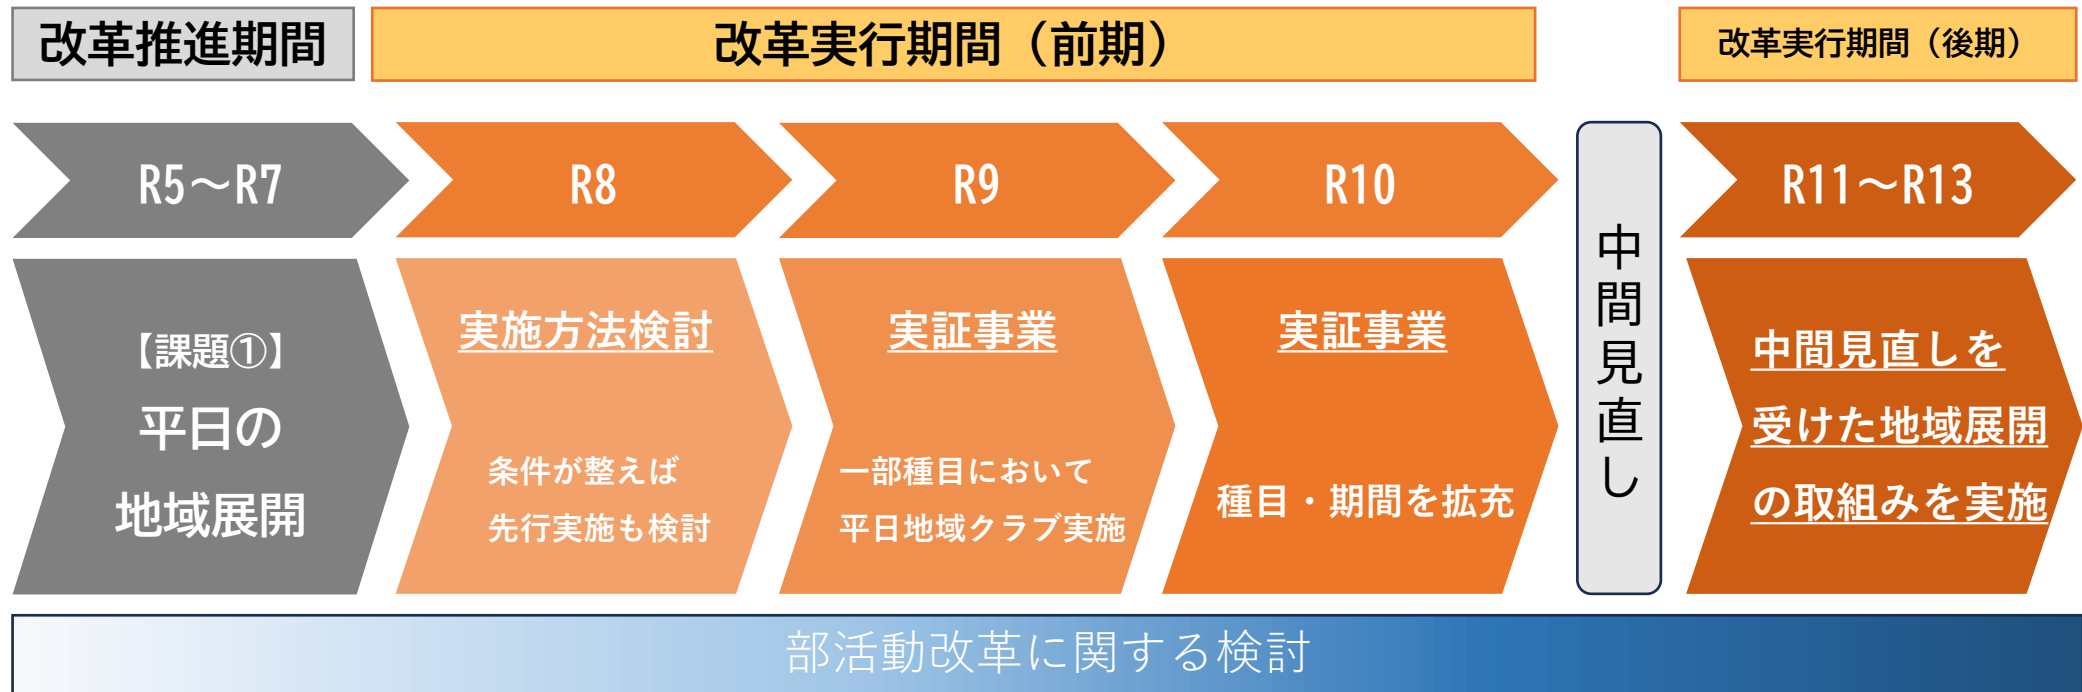 改革推進期間
改革実行期間（前期）
改革実行期間（後期）
R5～R7
R8
R9
R10
中間見直し
R11～R13
【課題①】
平日の
地域展開
実施方法検討
条件が整えば
先行実施も検討
実証事業
一部種目において
平日地域クラブ実施
実証事業
種目・期間を拡充
中間見直しを
受けた地域展開
の取組みを実施
部活動改革に関する検討